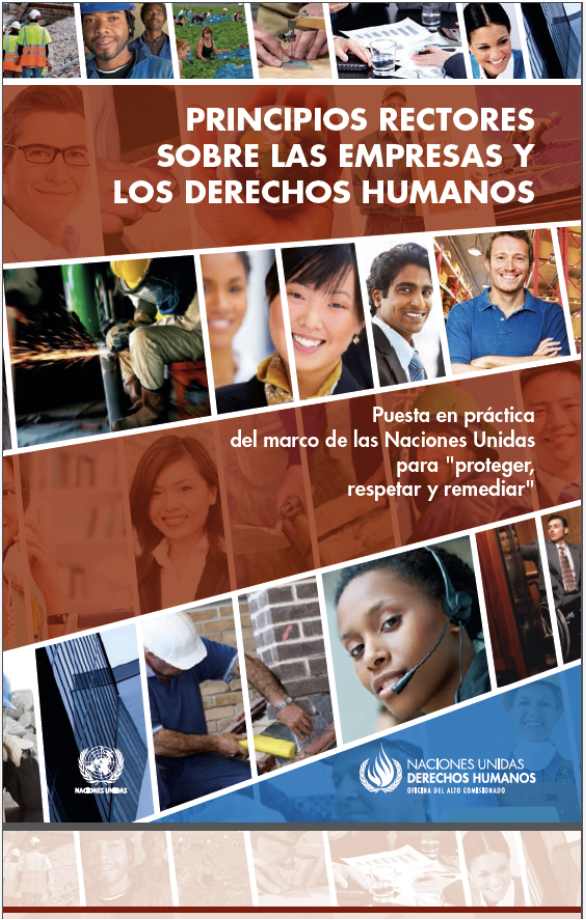 PRINCIPIOS RECTORES
SOBRE LAS EMPRESAS Y
LOS DERECHOS HUMANOS
Puesta en práctica
del marco de las Naciones Unidas
para "proteger,
respetar y remediar"
NACIONES UNIDAS
NACIONES UNIDAS
DERECHOS HUMANOS
OFICINA DEL ALTO COMISIONADO